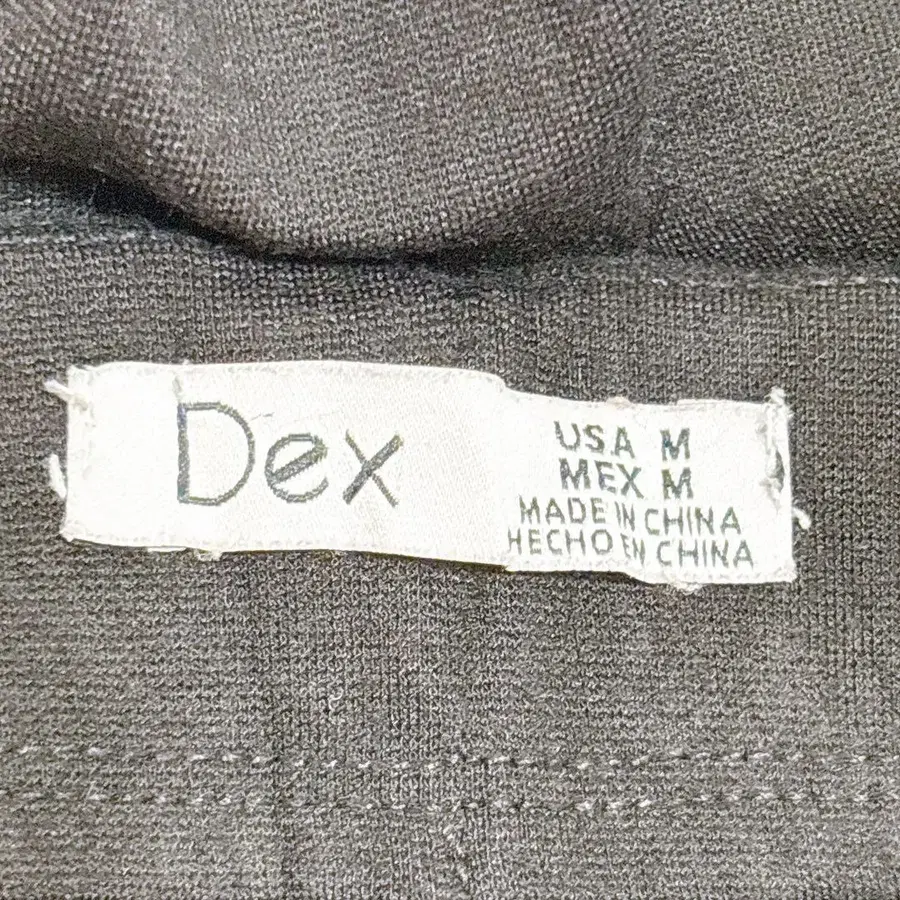 Dex
USA M
MEX M
MADE IN CHINA
HECHO EN CHINA